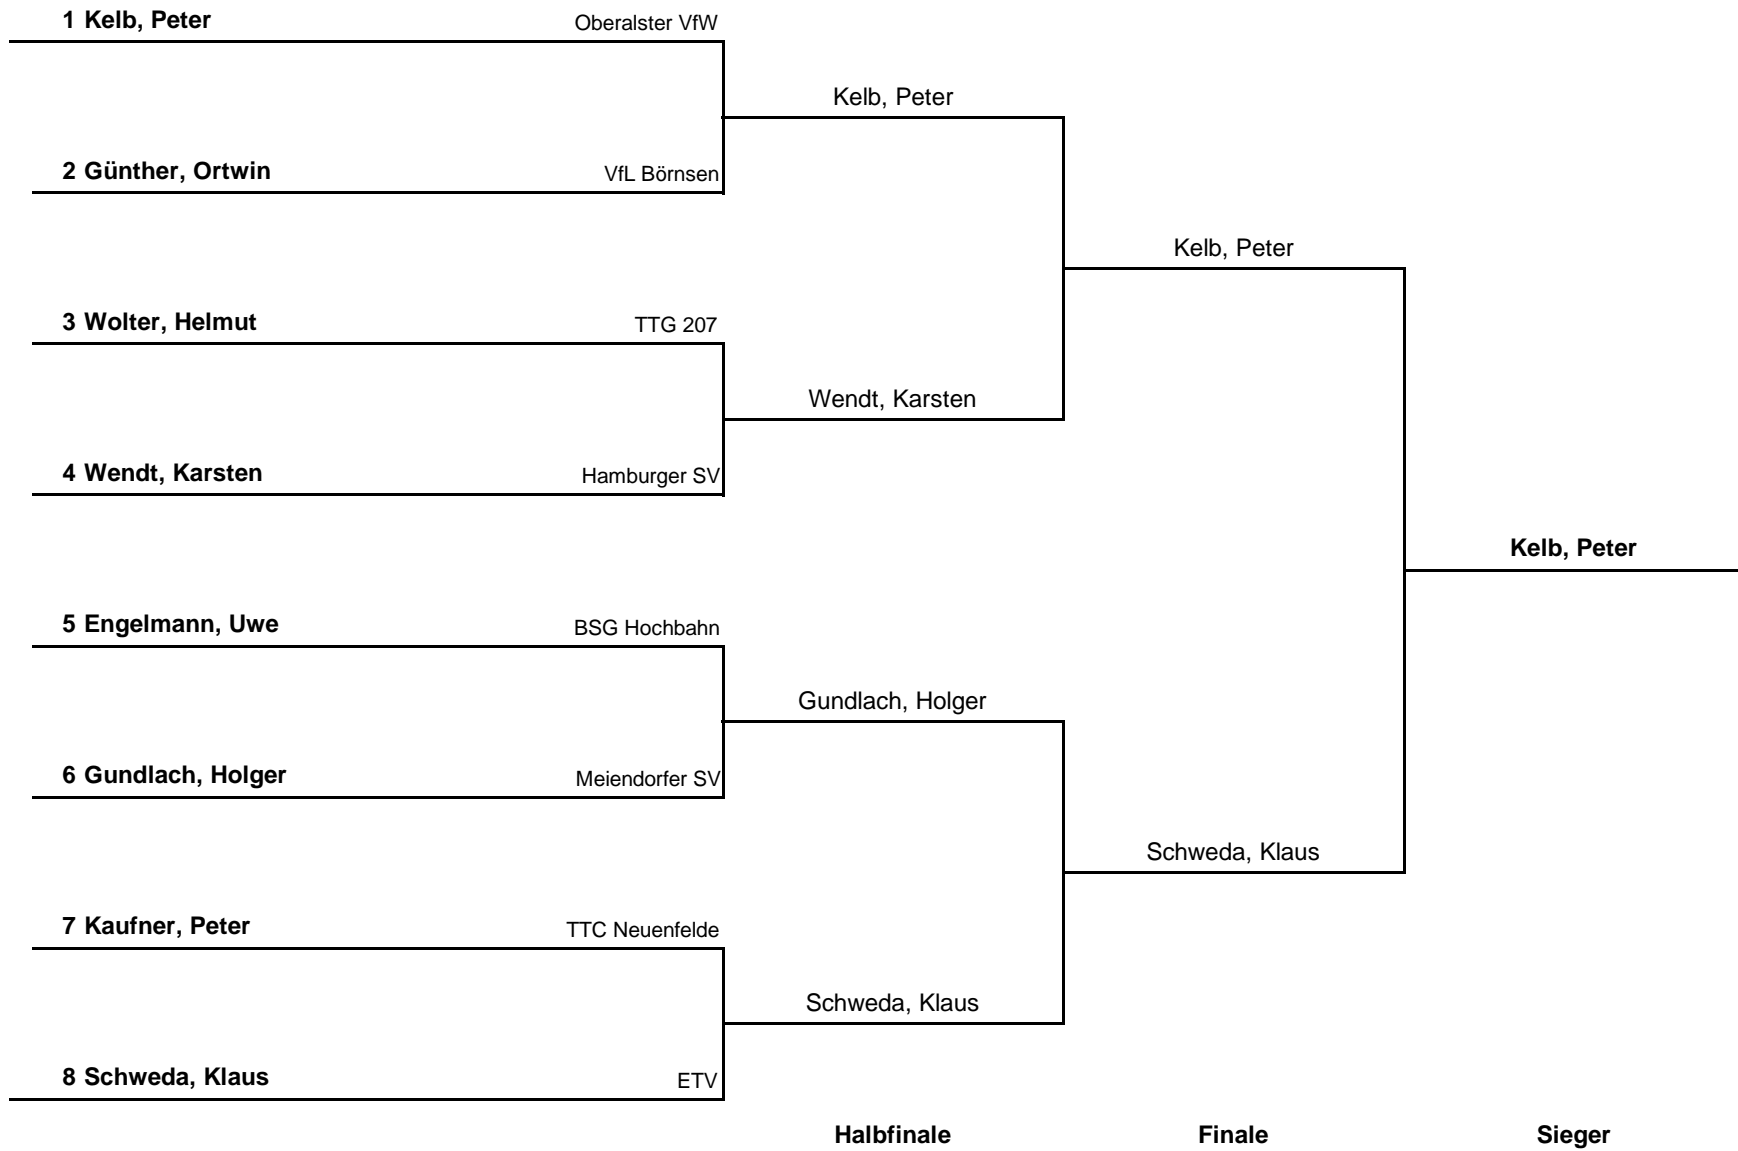 1 Kelb, Peter Oberalster VfW
Kelb, Peter
2 Günther, Ortwin VfL Börnsen
Kelb, Peter
3 Wolter, Helmut TTG 207
Wendt, Karsten
4 Wendt, Karsten Hamburger SV
Kelb, Peter
5 Engelmann, Uwe BSG Hochbahn
Gundlach, Holger
6 Gundlach, Holger Meiendorfer SV
Schweda, Klaus
7 Kaufner, Peter TTC Neuenfelde
Schweda, Klaus
8 Schweda, Klaus ETV
Halbfinale Finale Sieger